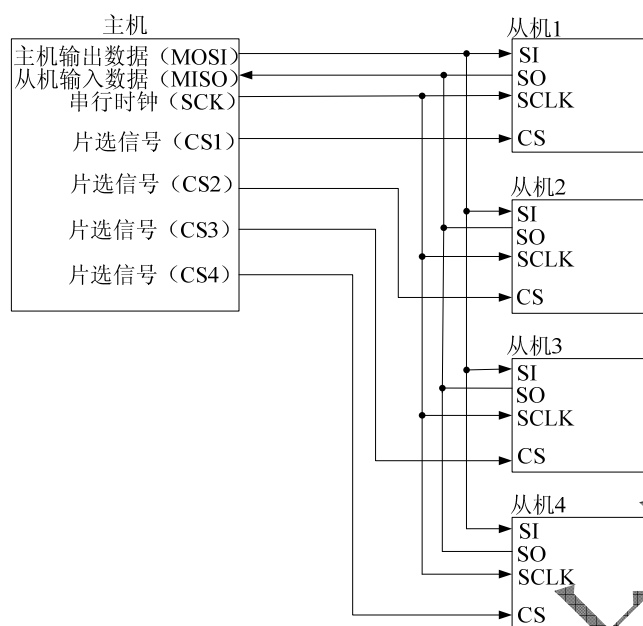 主机
主机输出数据（MOSI）
从机输入数据（MISO）
串行时钟（SCK）
片选信号（CS1）
片选信号（CS2）
片选信号（CS3）
片选信号（CS4）
从机1
SI
SO
SCLK
CS
从机2
SI
SO
SCLK
CS
从机3
SI
SO
SCLK
CS
从机4
SI
SO
SCLK
CS